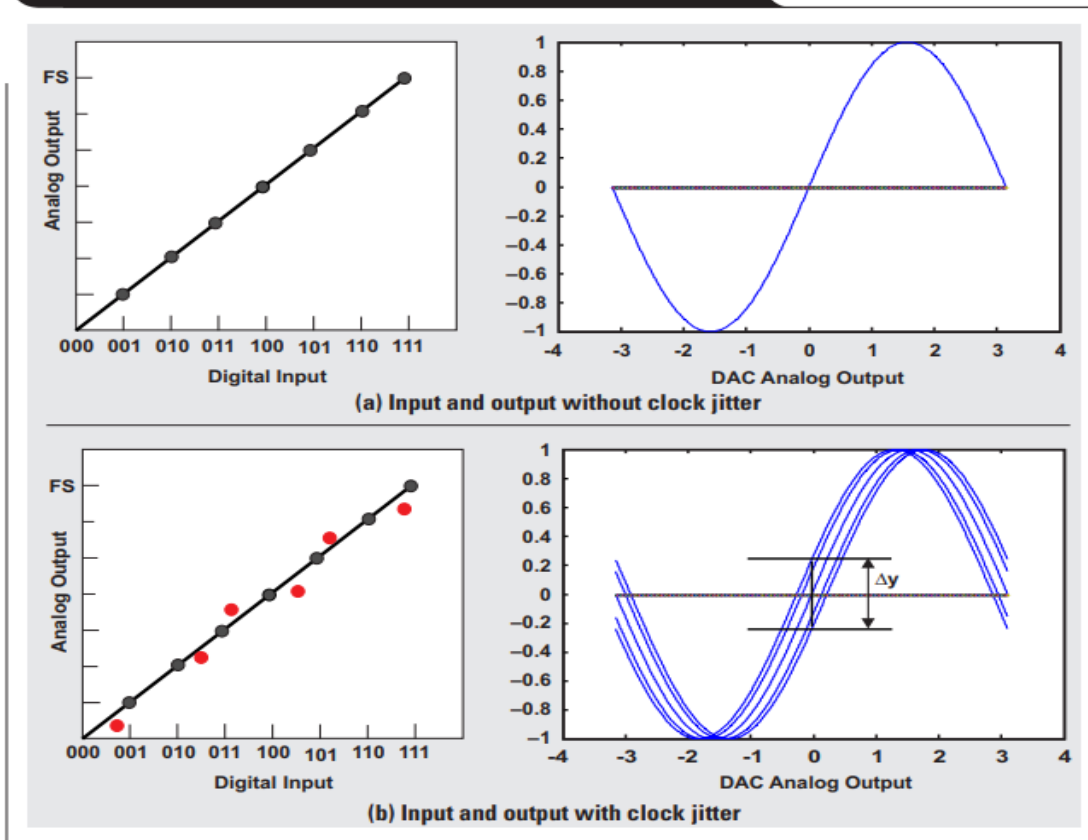 FS
Analog Output
000 001 010 011 100 101 110 111
Digital Input
1
0.8
0.6
0.4
0.2
0
–0.2
–0.4
–0.6
–0.8
–1
-4 -3 -2 -1 0 1 2 3 4
DAC Analog Output
(a) Input and output without clock jitter
FS
Analog Output
000 001 010 011 100 101 110 111
Digital Input
1
0.8
0.6
0.4
0.2
0
–0.2
–0.4
–0.6
–0.8
–1
Δy
-4 -3 -2 -1 0 1 2 3 4
DAC Analog Output
(b) Input and output with clock jitter